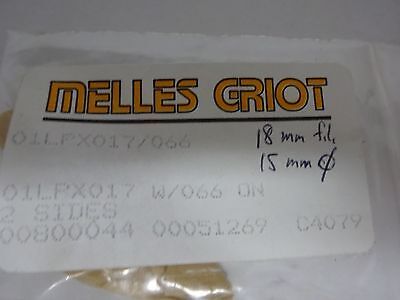 MELLES GRIOT
01LPX017/066
18 mm f.l.
15 mm ϕ
01LPX017 W/066 ON
2 SIDES
00800044 00051269 C4079